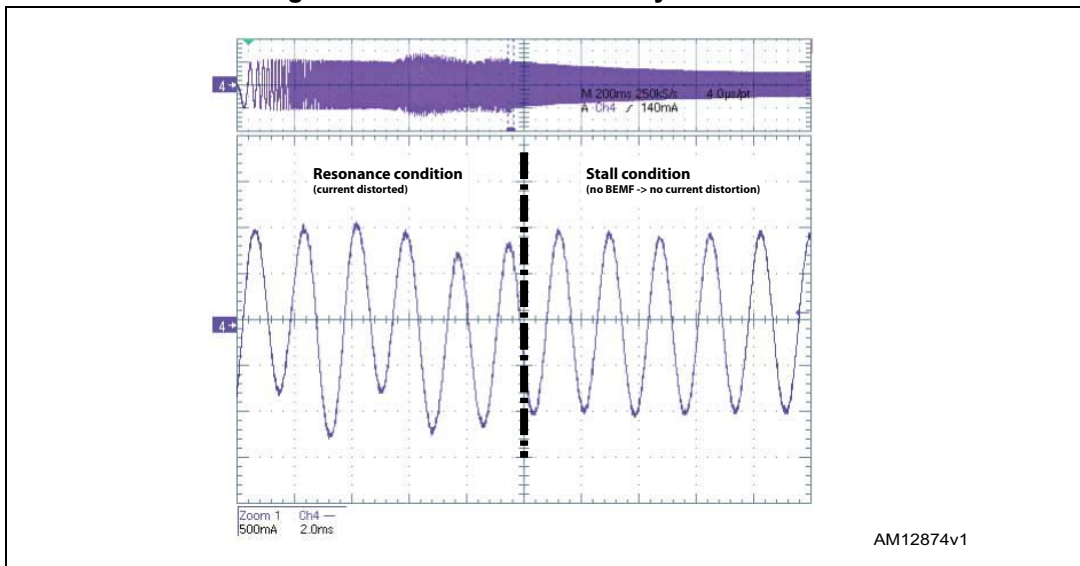 4
M 200ms 250kS/s 4.0µs/pt
A Ch4 / 140mA
Resonance condition
(current distorted)
Stall condition
(no BEMF -> no current distortion)
4
Zoom 1 Ch4
500mA 2.0ms
AM12874v1